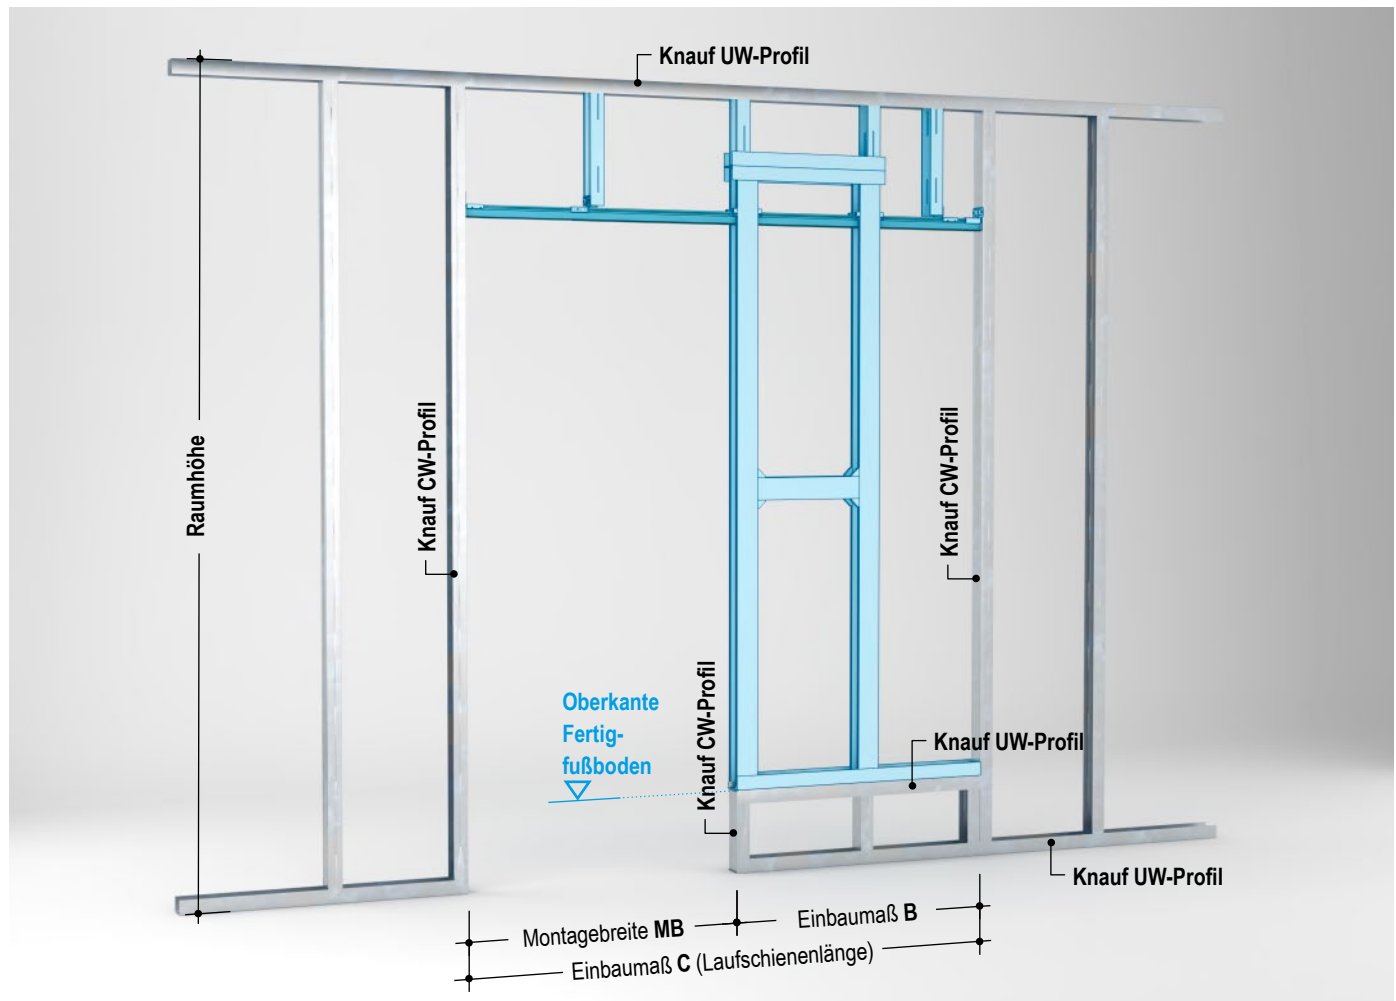 Knauf UW-Profil
Raumhöhe
Knauf CW-Profil
Knauf CW-Profil
Knauf CW-Profil
Oberkante
Fertig-
fußboden
Knauf UW-Profil
Knauf UW-Profil
Montagebreite MB
Einbaumaß B
Einbaumaß C (Laufschienenlänge)